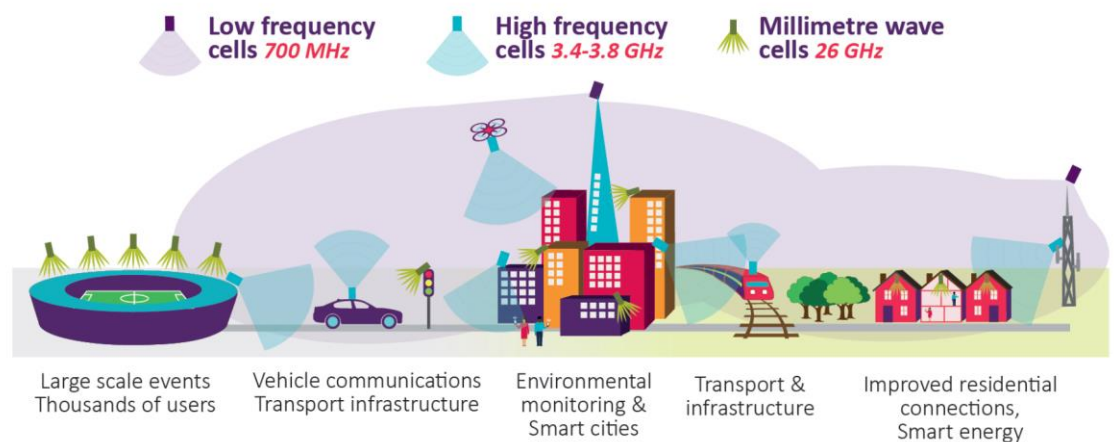 Low frequency
cells 700 MHz
High frequency
cells 3.4-3.8 GHz
Millimetre wave
cells 26 GHz
Large scale events
Thousands of users
Vehicle communications
Transport infrastructure
Environmental
monitoring &
Smart cities
Transport &
infrastructure
Improved residential
connections,
Smart energy